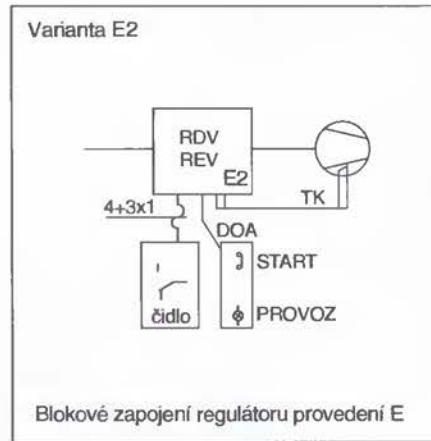 Varianta E2
RDV
REV
E2
TK
4+3x1
DOA
START
čidlo
PROVOZ
Blokové zapojení regulátoru provedení E